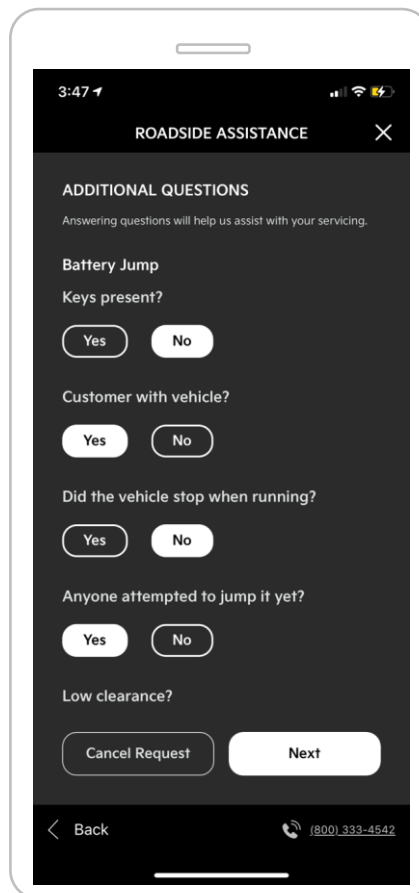 3:47
ROADSIDE ASSISTANCE
ADDITIONAL QUESTIONS
Answering questions will help us assist with your servicing.
Battery Jump
Keys present?
Yes No
Customer with vehicle?
Yes No
Did the vehicle stop when running?
Yes No
Anyone attempted to jump it yet?
Yes No
Low clearance?
Cancel Request Next
Back (800) 333-4542